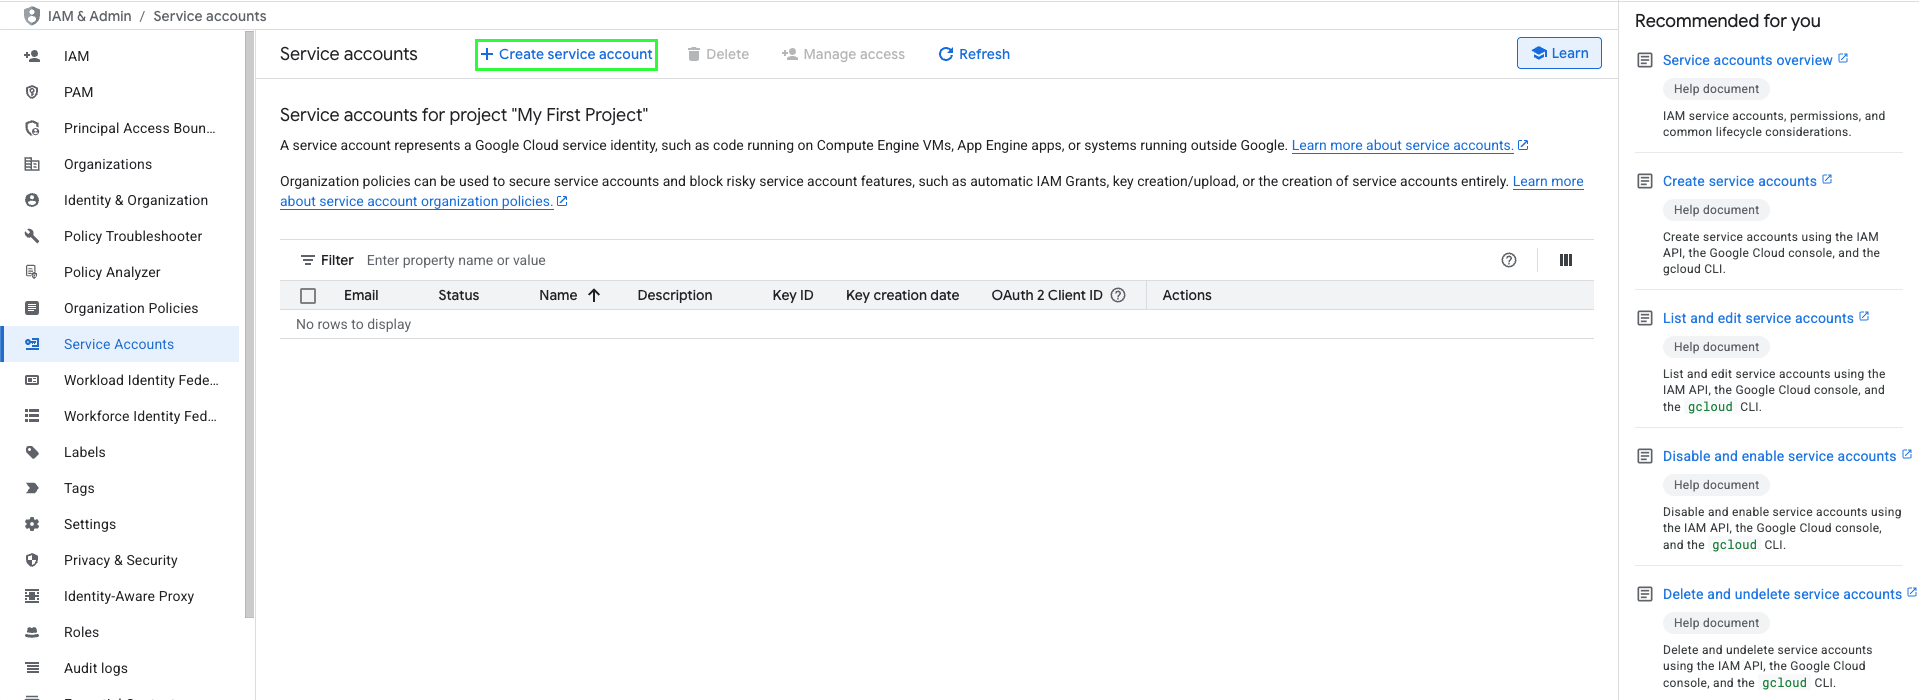 IAM & Admin / Service accounts
IAM
PAM
Principal Access Boun...
Organizations
Identity & Organization
Policy Troubleshooter
Policy Analyzer
Organization Policies
Service Accounts
Workload Identity Fede...
Workforce Identity Fed...
Labels
Tags
Settings
Privacy & Security
Identity-Aware Proxy
Roles
Audit logs
Service accounts
Create service account
Delete
Manage access
Refresh
Learn
Service accounts for project "My First Project"
A service account represents a Google Cloud service identity, such as code running on Compute Engine VMs, App Engine apps, or systems running outside Google. Learn more about service accounts.
Organization policies can be used to secure service accounts and block risky service account features, such as automatic IAM Grants, key creation/upload, or the creation of service accounts entirely. Learn more
about service account organization policies.
Filter Enter property name or value
Email Status Name Description Key ID Key creation date OAuth 2 Client ID Actions
No rows to display
Recommended for you
Service accounts overview
Help document
IAM service accounts, permissions, and
common lifecycle considerations.
Create service accounts
Help document
Create service accounts using the IAM
API, the Google Cloud console, and the
gcloud CLI.
List and edit service accounts
Help document
List and edit service accounts using the
IAM API, the Google Cloud console, and
the gcloud CLI.
Disable and enable service accounts
Help document
Disable and enable service accounts using
the IAM API, the Google Cloud console,
and the gcloud CLI.
Delete and undelete service accounts
Help document
Delete and undelete service accounts
using the IAM API, the Google Cloud
console, and the gcloud CLI.